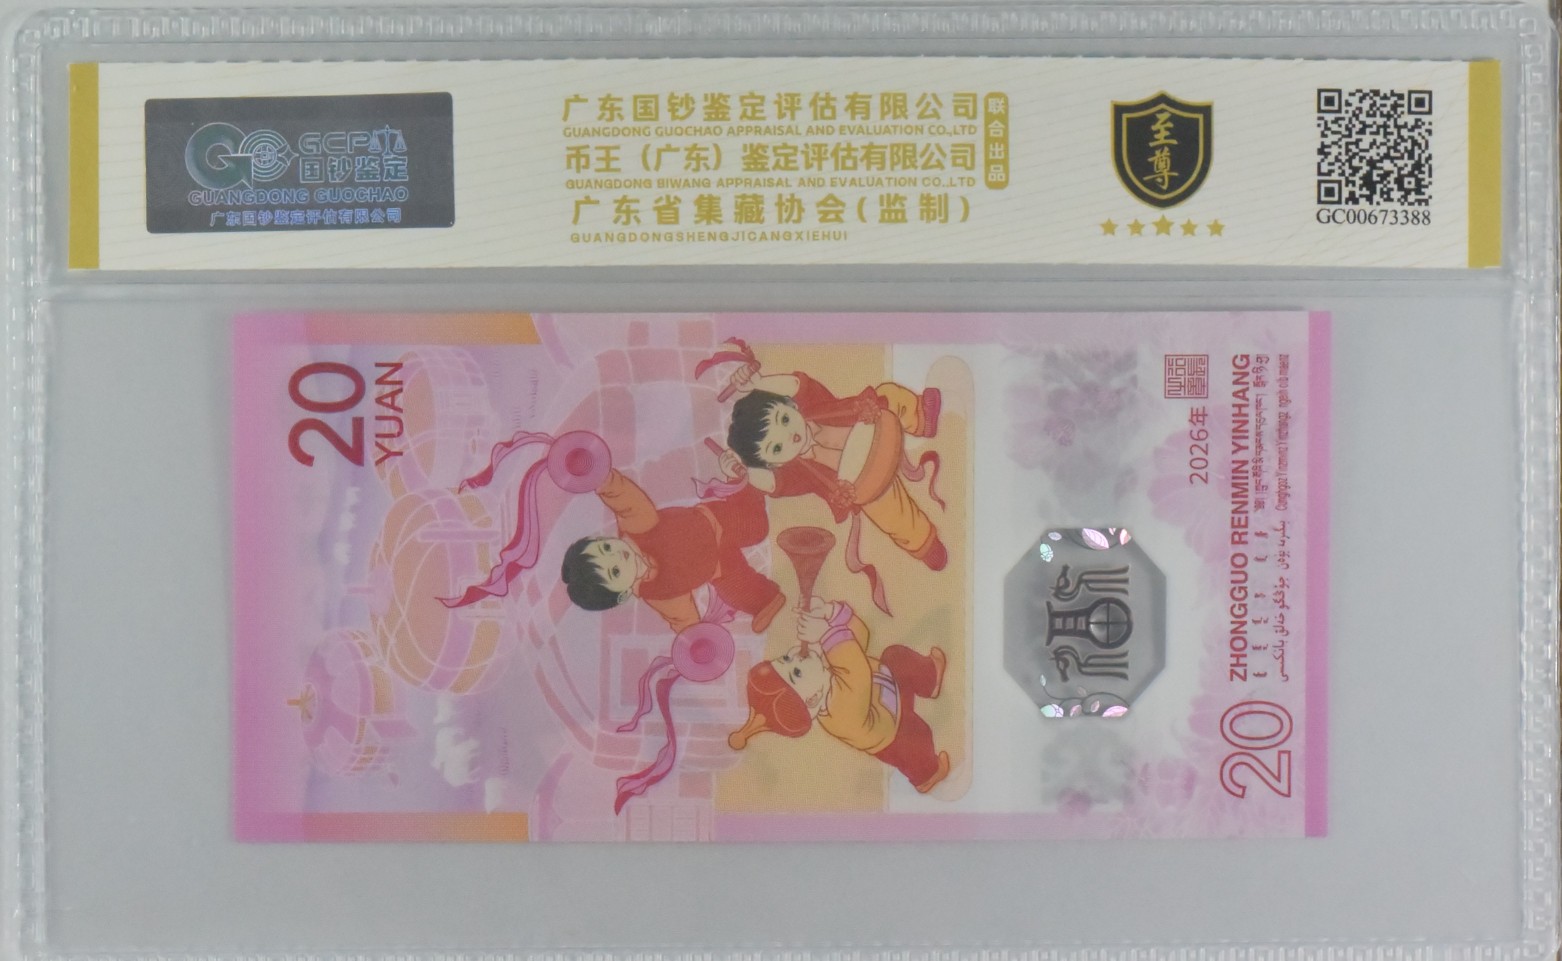 GCP
国钞鉴定
GUANGDONG GUOCHAO
广东国钞鉴定评估有限公司
广东国钞鉴定评估有限公司
GUANGDONG GUOCHAO APPRAISAL AND EVALUATION CO.,LTD
币王（广东）鉴定评估有限公司
GUANGDONG BIWANG APPRAISAL AND EVALUATION CO.,LTD
联合出品
广东省集藏协会(监制)
GUANGDONGSHENGJICANGXIEHUI
至尊
GC00673388
20
YUAN
福
2026年
ZHONGGUO RENMIN YINHANG
20